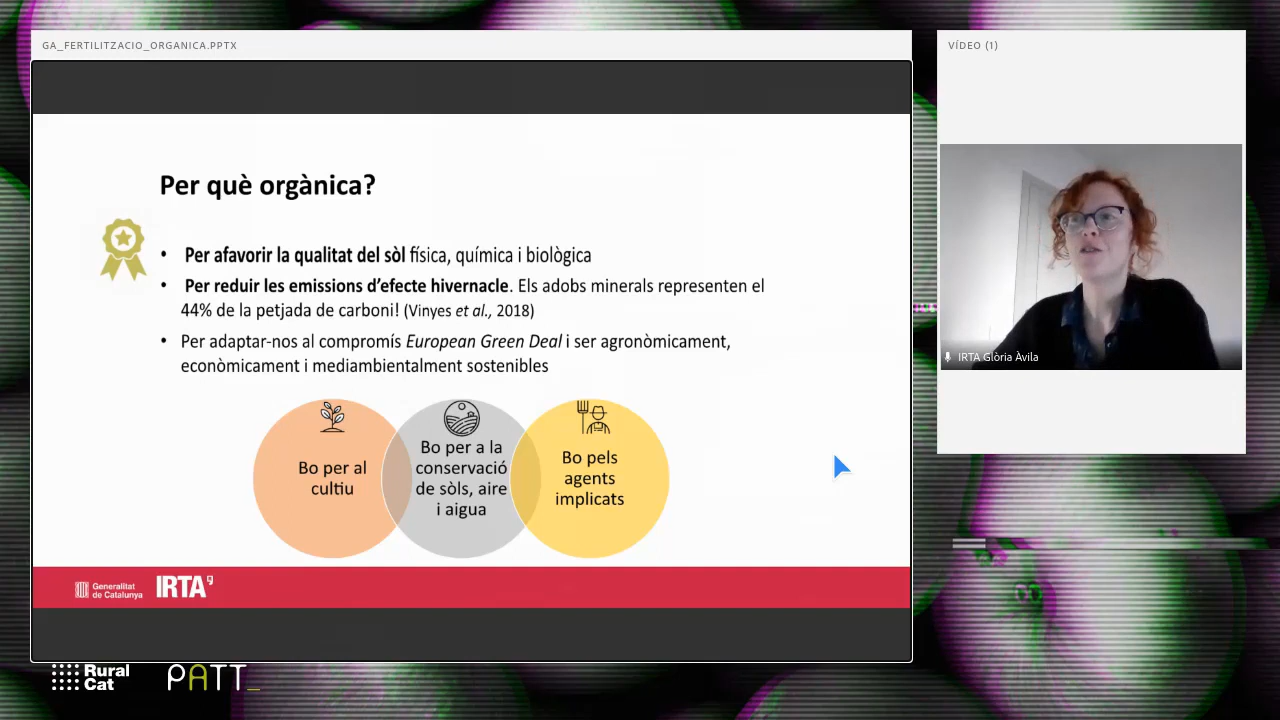 GA_FERTILITZACIO_ORGANICA.PPTX
VÍDEO (1)
Per què orgànica?
• Per afavorir la qualitat del sòl física, química i biològica
• Per reduir les emissions d’efecte hivernacle. Els adobs minerals representen el
44% de la petjada de carboni! (Vinyes et al., 2018)
• Per adaptar-nos al compromís European Green Deal i ser agronòmicament,
econòmicament i mediambientalment sostenibles
Bo per al
cultiu
Bo per a la
conservació
de sòls, aire
i aigua
Bo pels
agents
implicats
IRTA Glòria Àvila
Generalitat
de Catalunya
IRTA
Rural
Cat
PATT_